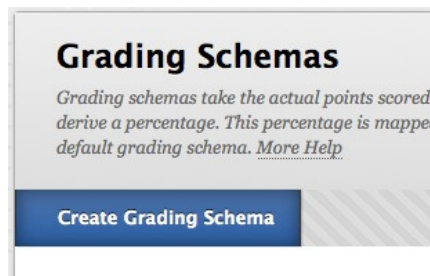 Grading Schemas
Grading schemas take the actual points scored
derive a percentage. This percentage is
default grading schema. More Help
Create Grading Schema